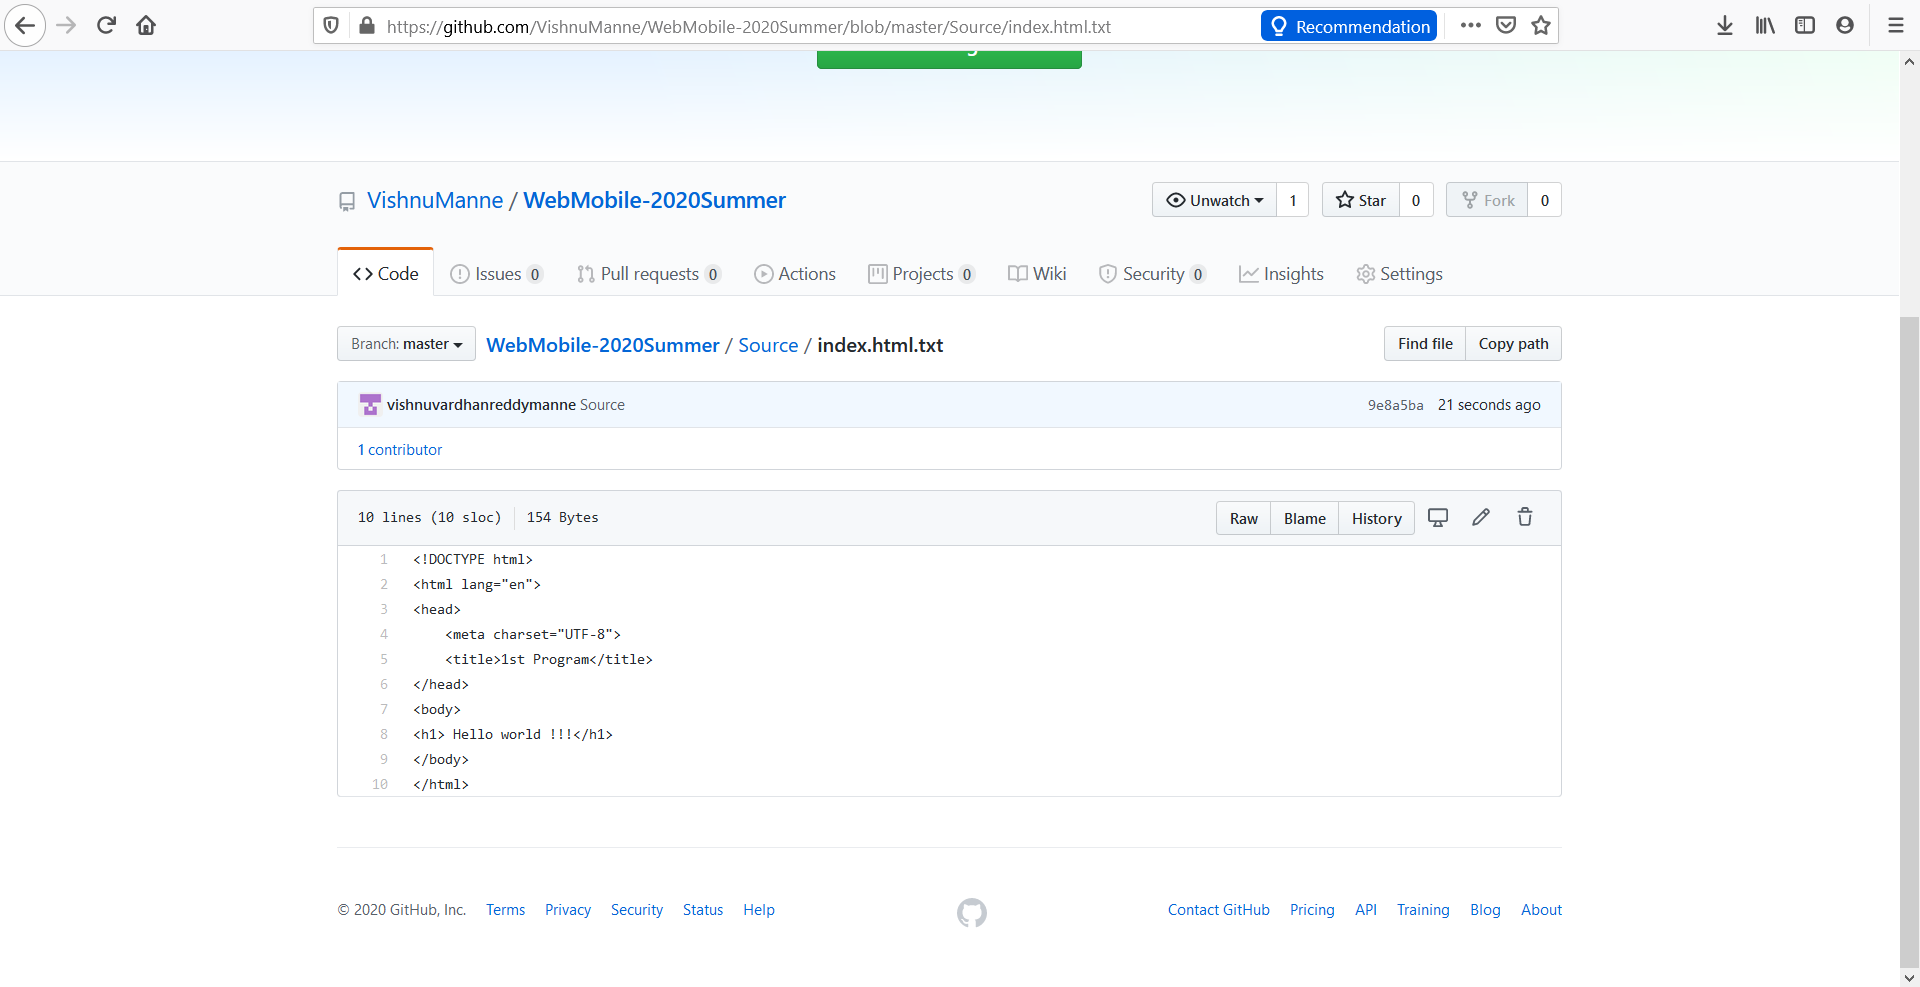 https://github.com/VishnuManne/WebMobile-2020Summer/blob/master/Source/index.html.txt Recommendation
VishnuManne / WebMobile-2020Summer Unwatch 1 Star 0 Fork 0
Code Issues 0 Pull requests 0 Actions Projects 0 Wiki Security 0 Insights Settings
Branch: master WebMobile-2020Summer / Source / index.html.txt Find file Copy path
vishnuvardhanreddymanne Source 9e8a5ba 21 seconds ago
1 contributor
10 lines (10 sloc) 154 Bytes Raw Blame History
1 <!DOCTYPE html>
2 <html lang="en">
3 <head>
4     <meta charset="UTF-8">
5     <title>1st Program</title>
6 </head>
7 <body>
8 <h1> Hello world !!!</h1>
9 </body>
10 </html>
© 2020 GitHub, Inc. Terms Privacy Security Status Help Contact GitHub Pricing API Training Blog About